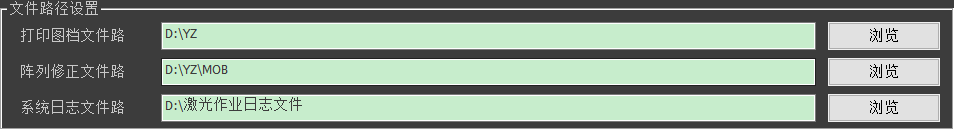 文件路径设置
打印图档文件路 D:\YZ 浏览
阵列修正文件路 D:\YZ\MOB 浏览
系统日志文件路 D:\激光作业日志文件 浏览